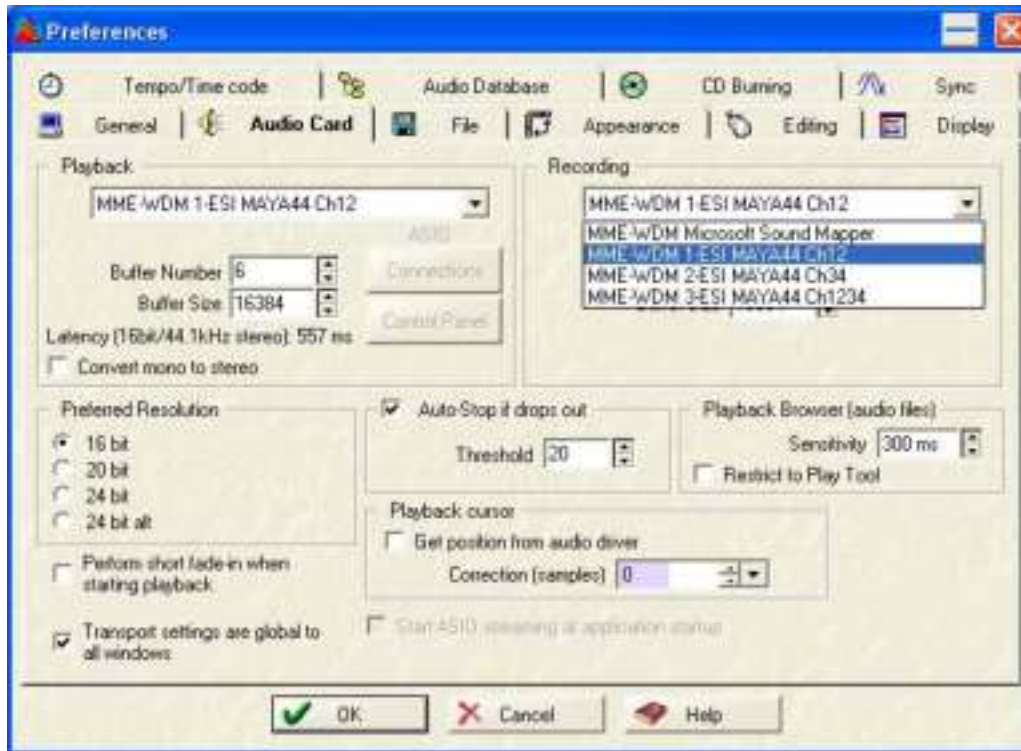 Preferences
Tempo/Time code
Audio Database
CD Burning
Sync
General
Audio Card
File
Appearance
Editing
Display
Playback
MME-WDM 1-ESI MAYA44 Ch12
ASIO
Buffer Number 6
Connections
Buffer Size 16384
Control Panel
Latency (16bit/44.1kHz stereo): 557 ms
Convert mono to stereo
Recording
MME-WDM 1-ESI MAYA44 Ch12
MME-WDM Microsoft Sound Mapper
MME-WDM 1-ESI MAYA44 Ch12
MME-WDM 2-ESI MAYA44 Ch34
MME-WDM 3-ESI MAYA44 Ch1234
Preferred Resolution
16 bit
20 bit
24 bit
24 bit alt
Auto-Stop if drops out
Threshold 20
Playback Browser (audio files)
Sensitivity 300 ms
Restrict to Play Tool
Playback cursor
Get position from audio driver
Correction (samples) 0
Perform short fade-in when
starting playback
Transport settings are global to
all windows
Start ASIO streaming at application startup
OK
Cancel
Help